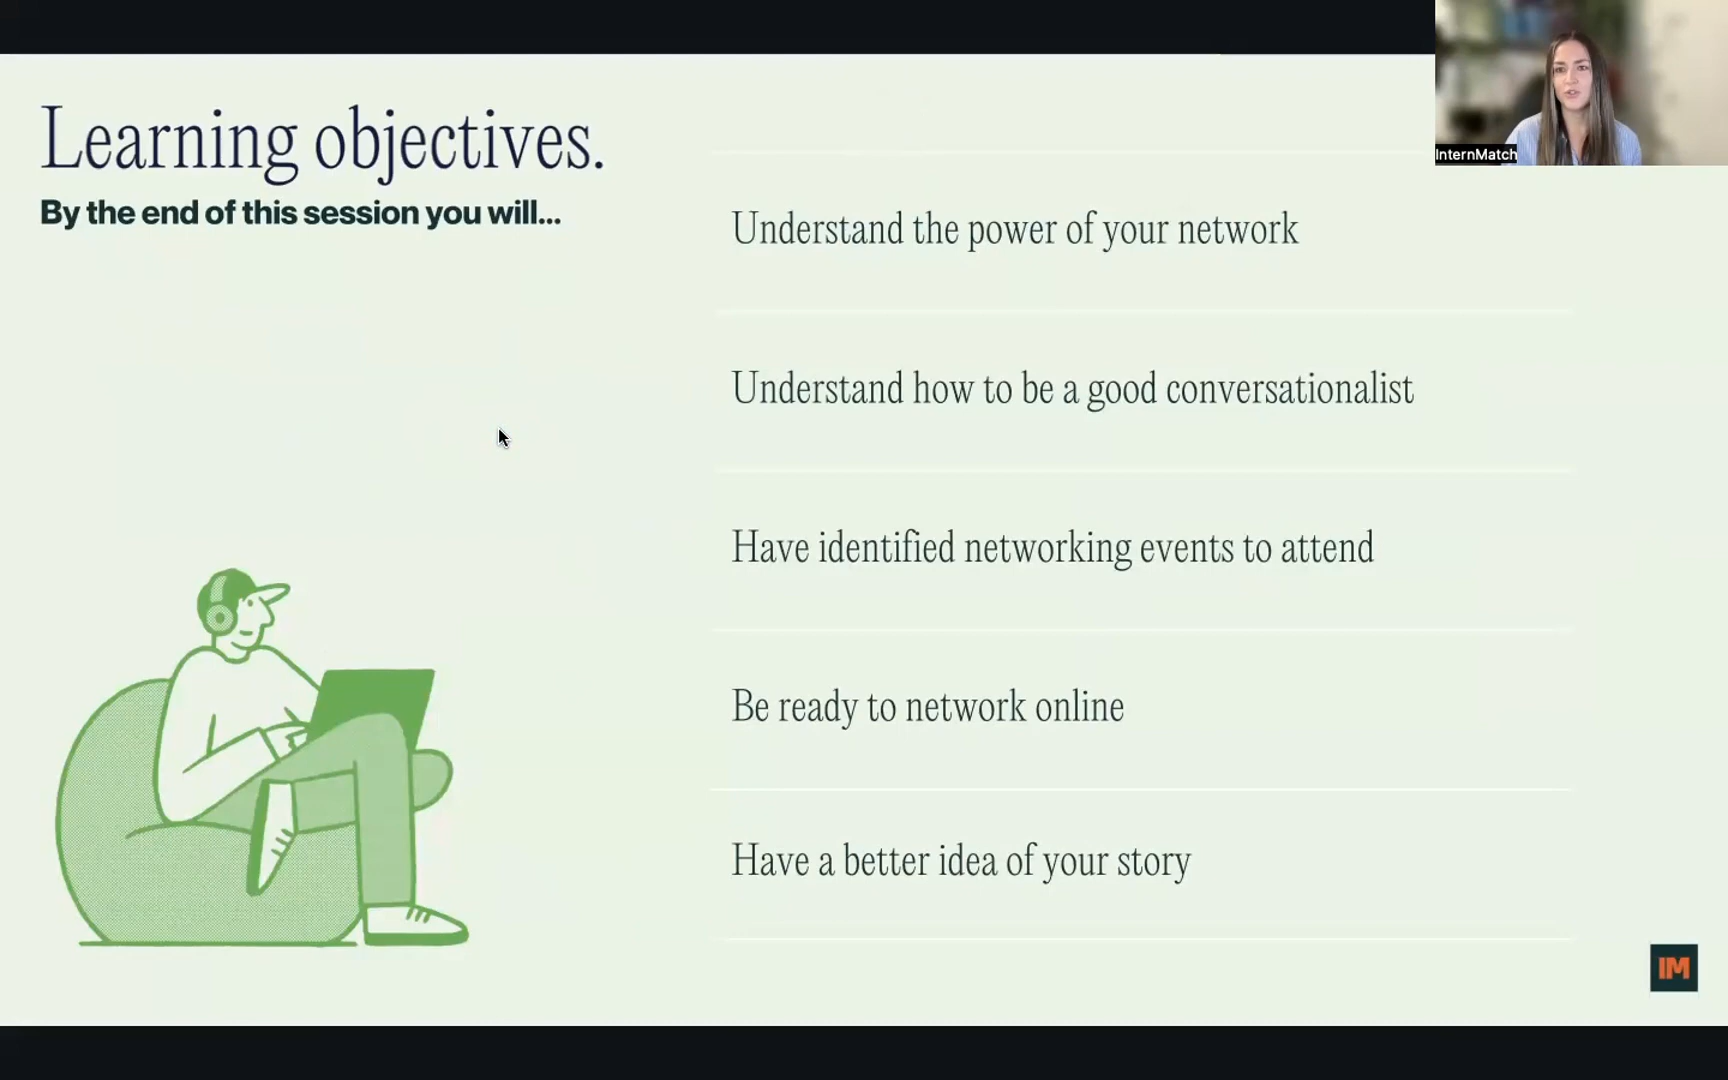 Learning objectives.
By the end of this session you will...
Understand the power of your network
Understand how to be a good conversationalist
Have identified networking events to attend
Be ready to network online
Have a better idea of your story
InternMatch
IM